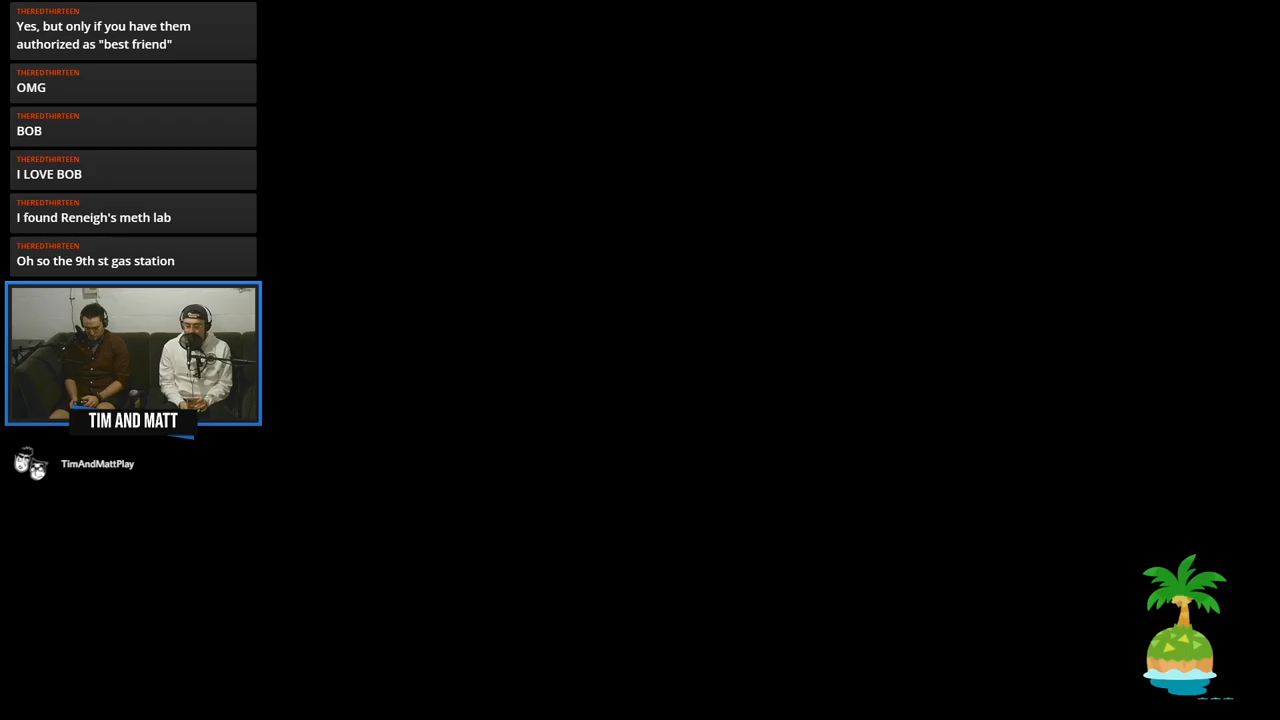 THEREDTHIRTEEN
Yes, but only if you have them
authorized as "best friend"
THEREDTHIRTEEN
OMG
THEREDTHIRTEEN
BOB
THEREDTHIRTEEN
I LOVE BOB
THEREDTHIRTEEN
I found Reneigh's meth lab
THEREDTHIRTEEN
Oh so the 9th st gas station
TIM AND MATT
TimAndMattPlay